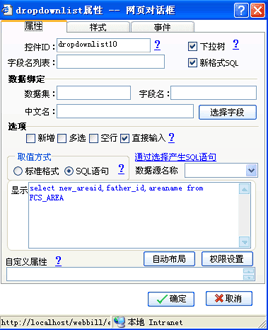 dropdownlist属性 -- 网页对话框
属性 样式 事件
控件ID： dropdownlist10 ? 下拉树 ?
字段名列表： 新格式SQL
数据绑定
数据集： 字段名：
中文名： 选择字段
选项
新增 多选 空行 直接输入 ?
取值方式 通过选择产生SQL语句
标准格式 SQL语句 ? 数据源名称
显示 select new_areaid,father_id,areaname from
FCS_AREA
自定义属性 ? 自动布局 权限设置
确定 取消
http://localhost/webbill/e 本地 Intranet